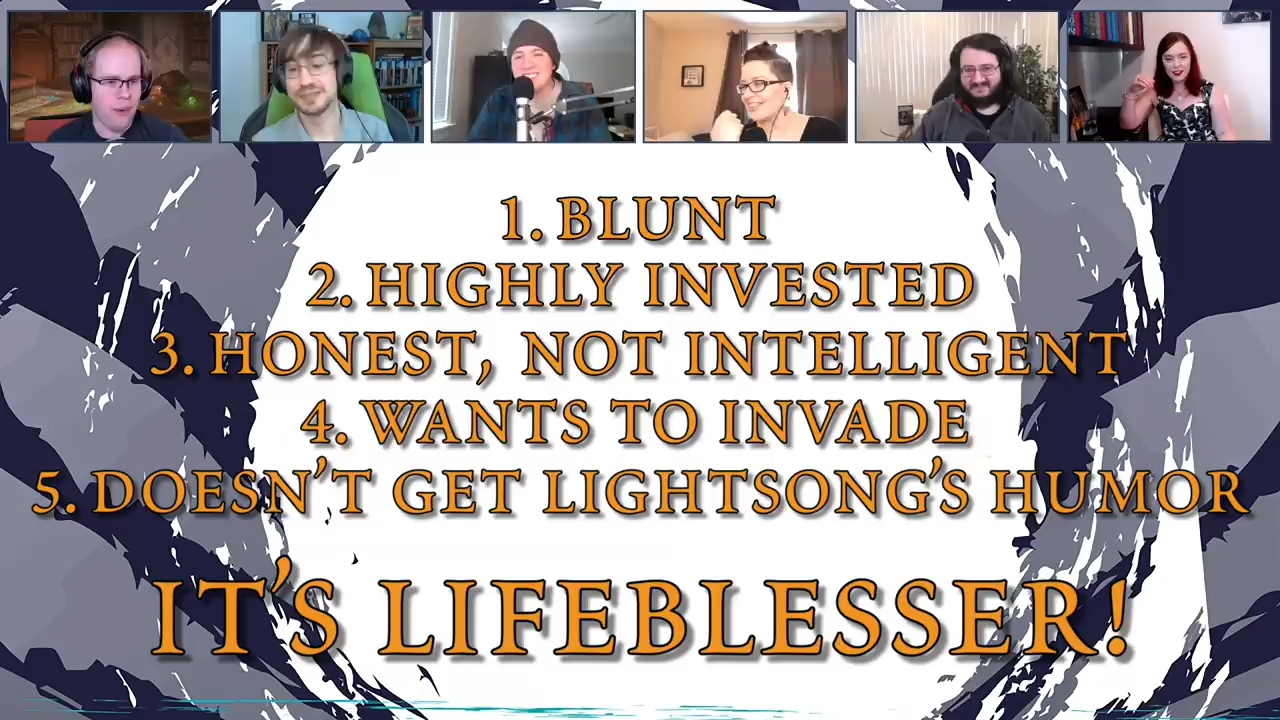 1. BLUNT
2. HIGHLY INVESTED
3. HONEST, NOT INTELLIGENT
4. WANTS TO INVADE
5. DOESN'T GET LIGHTSONG'S HUMOR
IT'S LIFEBLESSER!